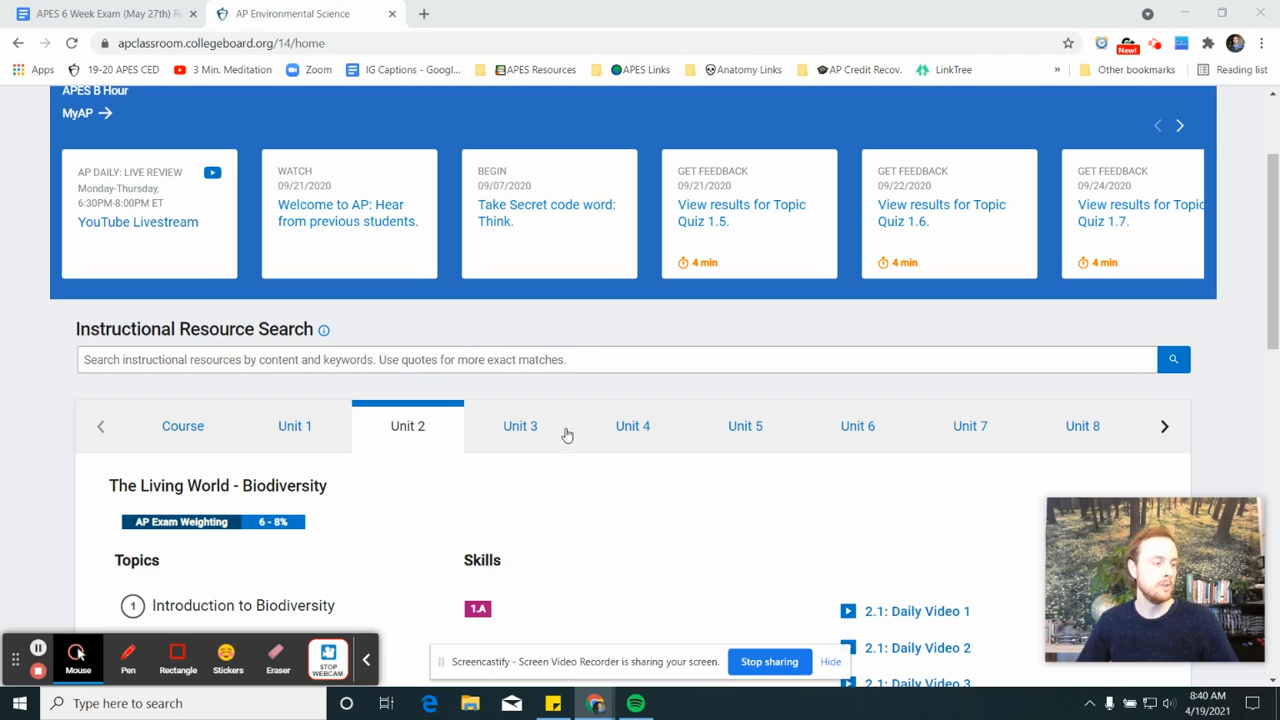 APES 6 Week Exam (May 27th) Re
AP Environmental Science
apclassroom.collegeboard.org/14/home
New!
Apps
19-20 APES CED
3 Min. Meditation
Zoom
IG Captions - Googl...
APES Resources
APES Links
Anatomy Links
AP Credit Recov.
LinkTree
»
Other bookmarks
Reading list
APES B Hour
MyAP
AP DAILY: LIVE REVIEW
Monday-Thursday,
6:30PM-8:00PM ET
YouTube Livestream
WATCH
09/21/2020
Welcome to AP: Hear
from previous students.
BEGIN
09/07/2020
Take Secret code word:
Think.
GET FEEDBACK
09/21/2020
View results for Topic
Quiz 1.5.
4 min
GET FEEDBACK
09/22/2020
View results for Topic
Quiz 1.6.
4 min
GET FEEDBACK
09/24/2020
View results for Topic
Quiz 1.7.
4 min
Instructional Resource Search
Search instructional resources by content and keywords. Use quotes for more exact matches.
Course
Unit 1
Unit 2
Unit 3
Unit 4
Unit 5
Unit 6
Unit 7
Unit 8
The Living World - Biodiversity
AP Exam Weighting 6 - 8%
Topics
Skills
1 Introduction to Biodiversity
1.A
2.1: Daily Video 1
2.1: Daily Video 2
2.1: Daily Video 3
Mouse
Pen
Rectangle
Stickers
Eraser
STOP
WEBCAM
Screencastify - Screen Video Recorder is sharing your screen.
Stop sharing
Hide
Type here to search
8:40 AM
4/19/2021